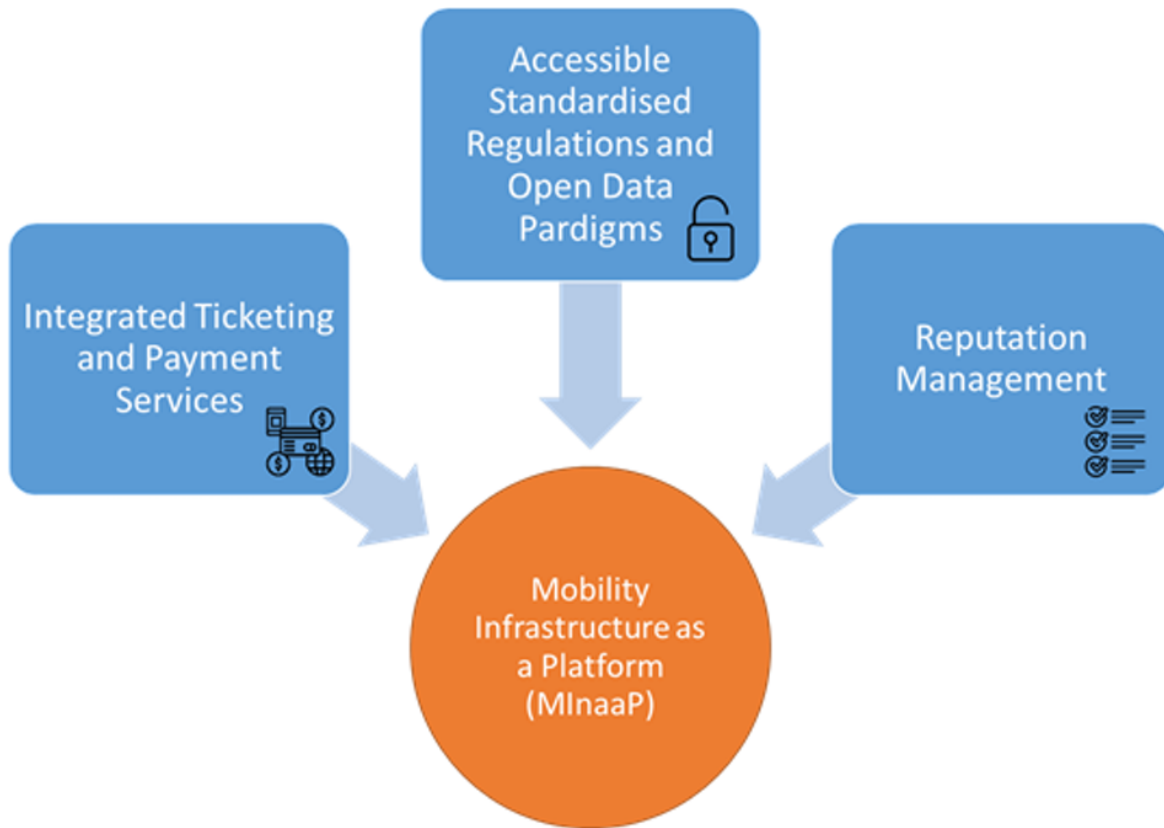 Accessible
Standardised
Regulations and
Open Data
Pardigms
Integrated Ticketing
and Payment
Services
Reputation
Management
Mobility
Infrastructure as
a Platform
(MInaaP)